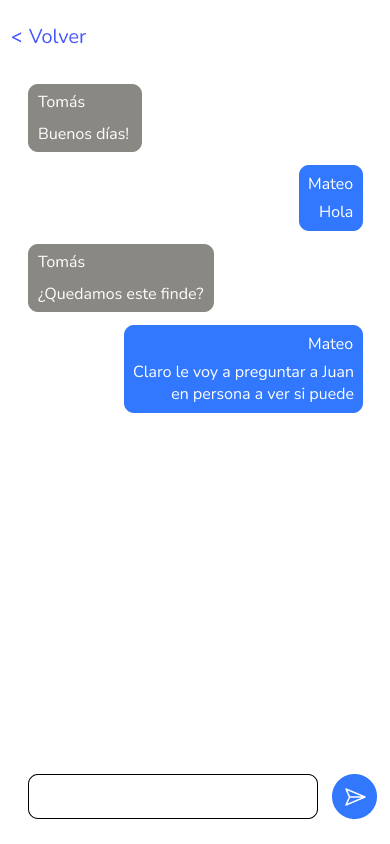 < Volver
Tomás
Buenos días!
Mateo
Hola
Tomás
¿Quedamos este finde?
Mateo
Claro le voy a preguntar a Juan
en persona a ver si puede